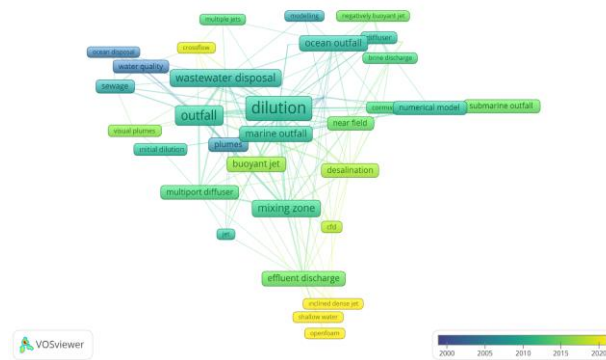 multiple jets
modelling
negatively buoyant jet
crossflow
ocean outfall
diffuser
ocean disposal
brine discharge
water quality
wastewater disposal
sewage
dilution
numerical model
submarine outfall
outfall
near field
visual plumes
marine outfall
initial dilution
plumes
buoyant jet
desalination
multiport diffuser
mixing zone
cfd
jet
effluent discharge
inclined dense jet
shallow water
openfoam
VOSviewer
2000 2005 2010 2015 2020